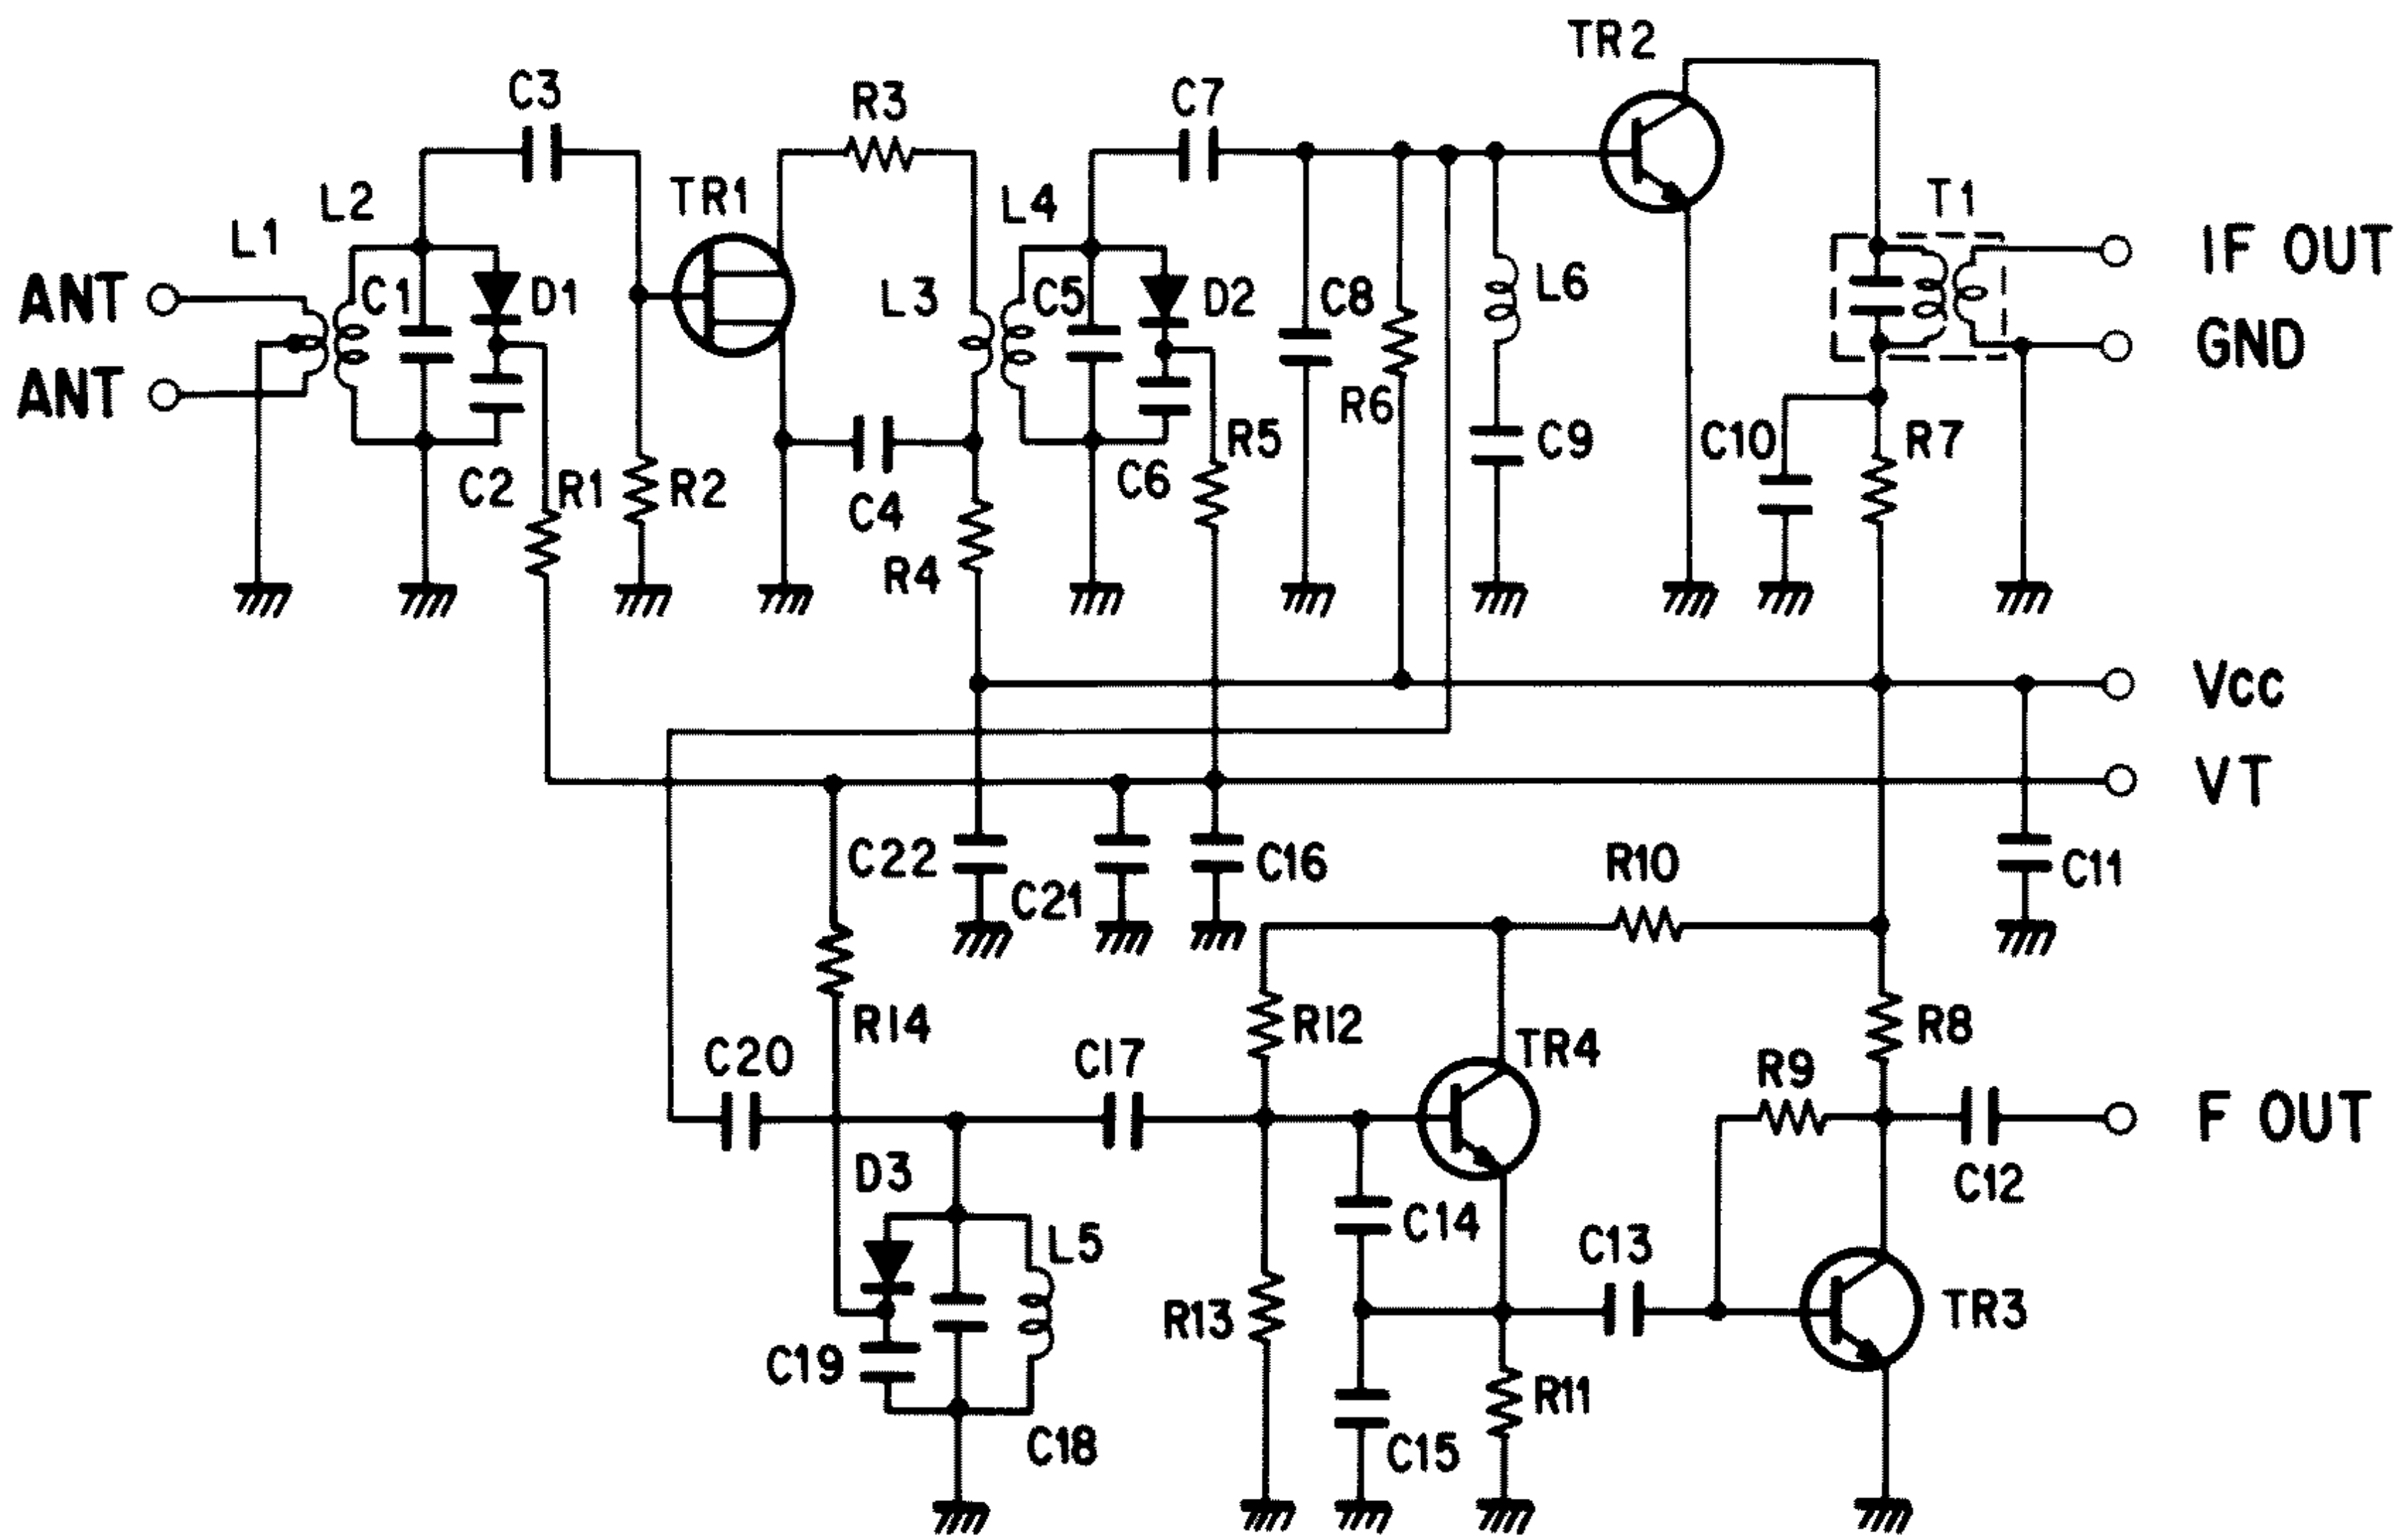 TR2
C3
R3
C7
TR1
L2
L4
T1
L1
IF OUT
ANT
C1
D1
L3
C5
D2
C8
L6
GND
ANT
R6
C2
R1
R2
C4
C6
R5
C9
C10
R7
R4
Vcc
VT
C22
C21
C16
R10
C11
R14
R12
TR4
R8
C20
C17
R9
F OUT
D3
C12
L5
C14
C13
R13
TR3
C19
R11
C18
C15